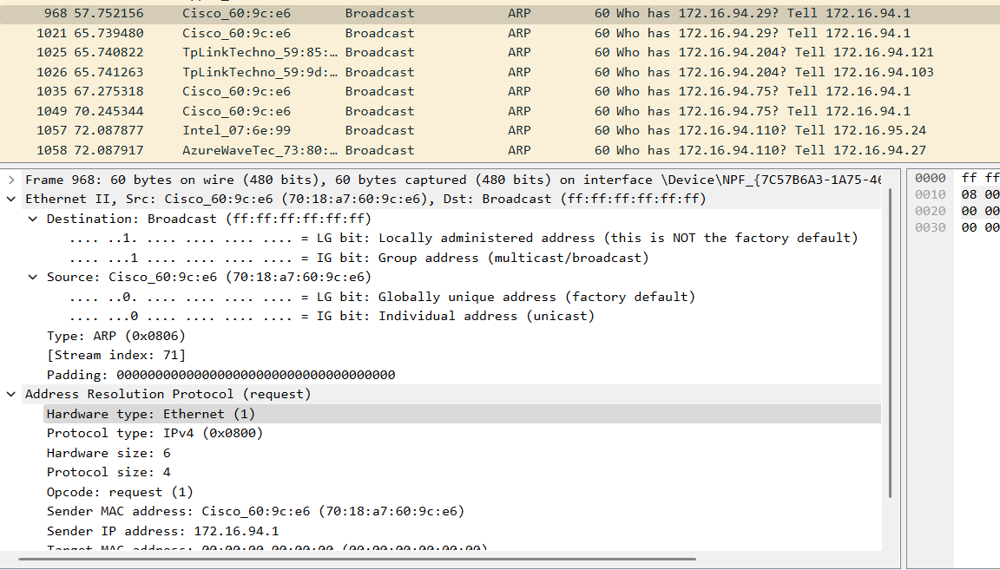 968 57.752156 Cisco_60:9c:e6 Broadcast ARP 60 Who has 172.16.94.29? Tell 172.16.94.1
1021 65.739480 Cisco_60:9c:e6 Broadcast ARP 60 Who has 172.16.94.29? Tell 172.16.94.1
1025 65.740822 TpLinkTechno_59:85:… Broadcast ARP 60 Who has 172.16.94.204? Tell 172.16.94.121
1026 65.741263 TpLinkTechno_59:9d:… Broadcast ARP 60 Who has 172.16.94.204? Tell 172.16.94.103
1035 67.275318 Cisco_60:9c:e6 Broadcast ARP 60 Who has 172.16.94.75? Tell 172.16.94.1
1049 70.245344 Cisco_60:9c:e6 Broadcast ARP 60 Who has 172.16.94.75? Tell 172.16.94.1
1057 72.087877 Intel_07:6e:99 Broadcast ARP 60 Who has 172.16.94.110? Tell 172.16.95.24
1058 72.087917 AzureWaveTec_73:80:… Broadcast ARP 60 Who has 172.16.94.110? Tell 172.16.94.27
Frame 968: 60 bytes on wire (480 bits), 60 bytes captured (480 bits) on interface \Device\NPF_{7C57B6A3-1A75-46
Ethernet II, Src: Cisco_60:9c:e6 (70:18:a7:60:9c:e6), Dst: Broadcast (ff:ff:ff:ff:ff:ff)
Destination: Broadcast (ff:ff:ff:ff:ff:ff)
.... ..1. .... .... .... .... = LG bit: Locally administered address (this is NOT the factory default)
.... ...1 .... .... .... .... = IG bit: Group address (multicast/broadcast)
Source: Cisco_60:9c:e6 (70:18:a7:60:9c:e6)
.... ..0. .... .... .... .... = LG bit: Globally unique address (factory default)
.... ...0 .... .... .... .... = IG bit: Individual address (unicast)
Type: ARP (0x0806)
[Stream index: 71]
Padding: 000000000000000000000000000000000000
Address Resolution Protocol (request)
Hardware type: Ethernet (1)
Protocol type: IPv4 (0x0800)
Hardware size: 6
Protocol size: 4
Opcode: request (1)
Sender MAC address: Cisco_60:9c:e6 (70:18:a7:60:9c:e6)
Sender IP address: 172.16.94.1
Target MAC address: 00:00:00_00:00:00 (00:00:00:00:00:00)
0000 ff ff
0010 08 00
0020 00 00
0030 00 00